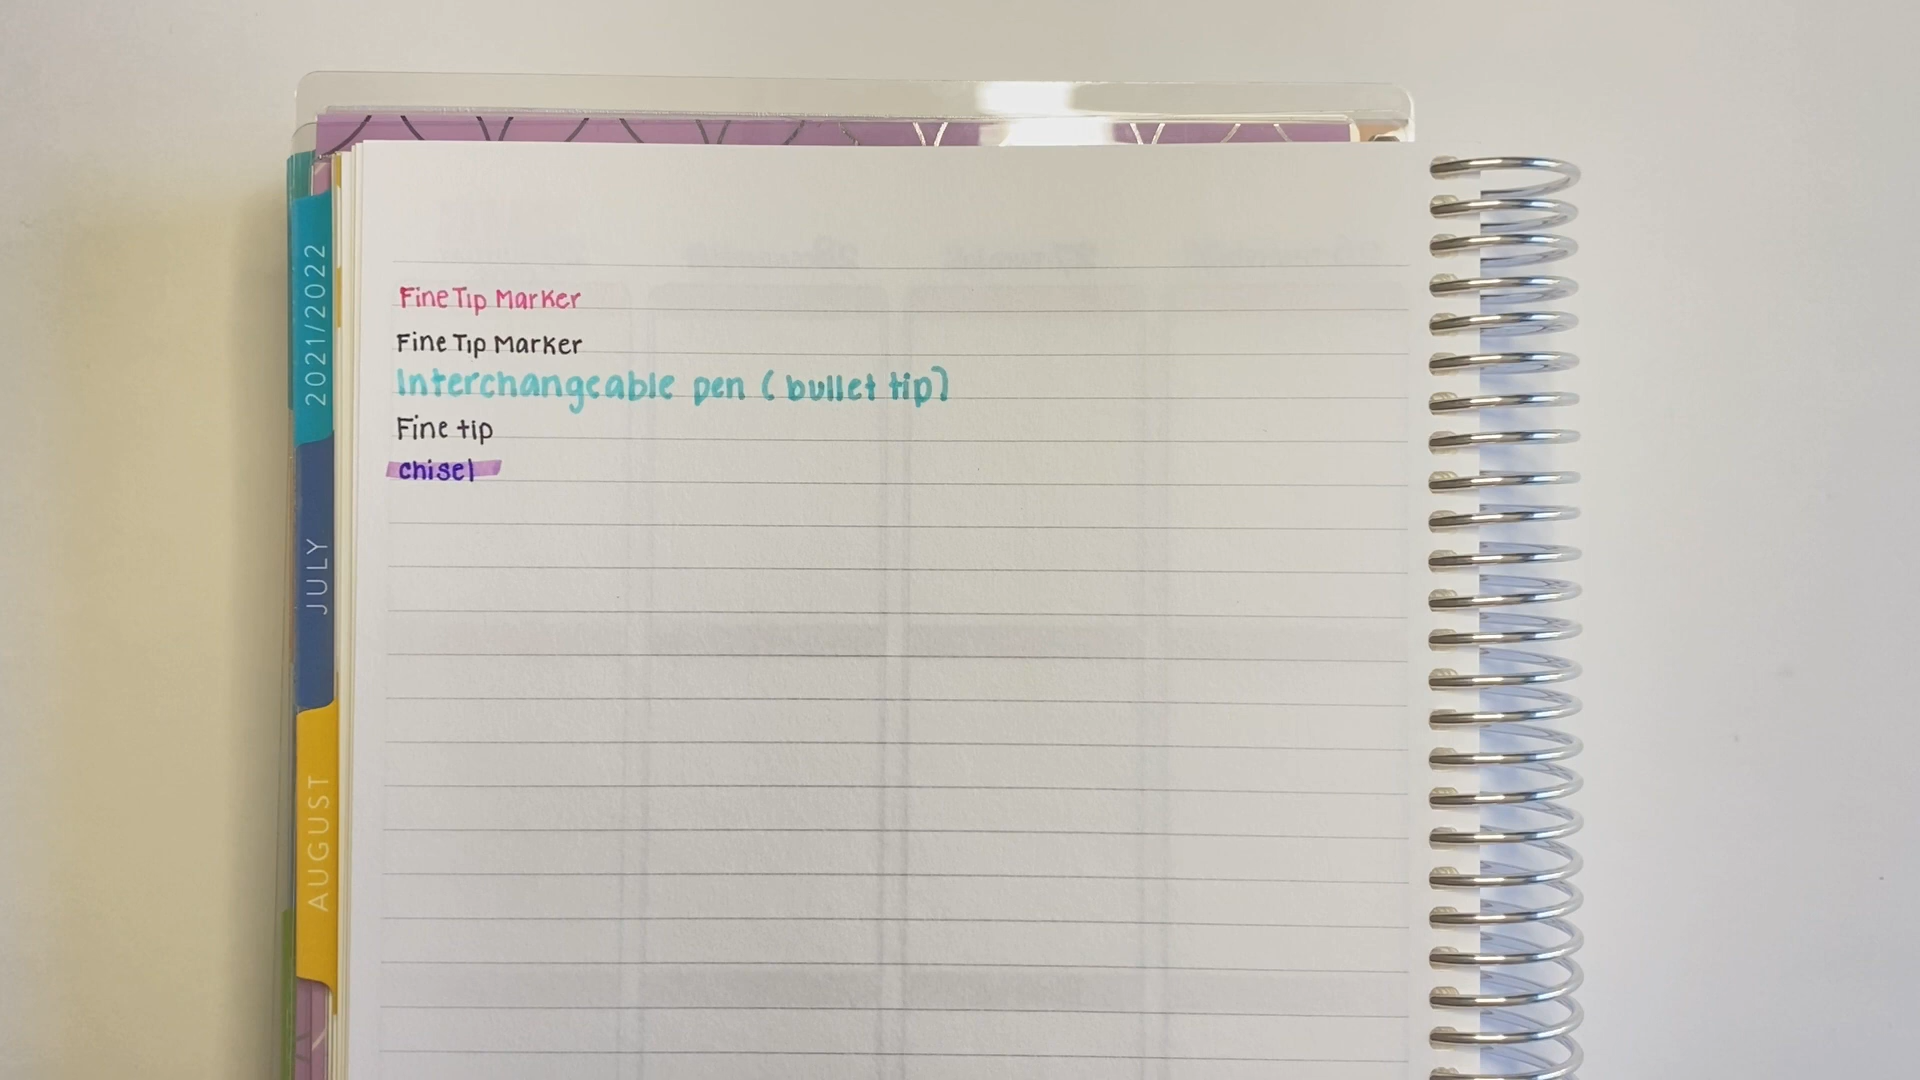 Fine Tip Marker
Fine Tip Marker
Interchangeable pen (bullet tip)
Fine tip
chisel
2021/2022
JULY
AUGUST